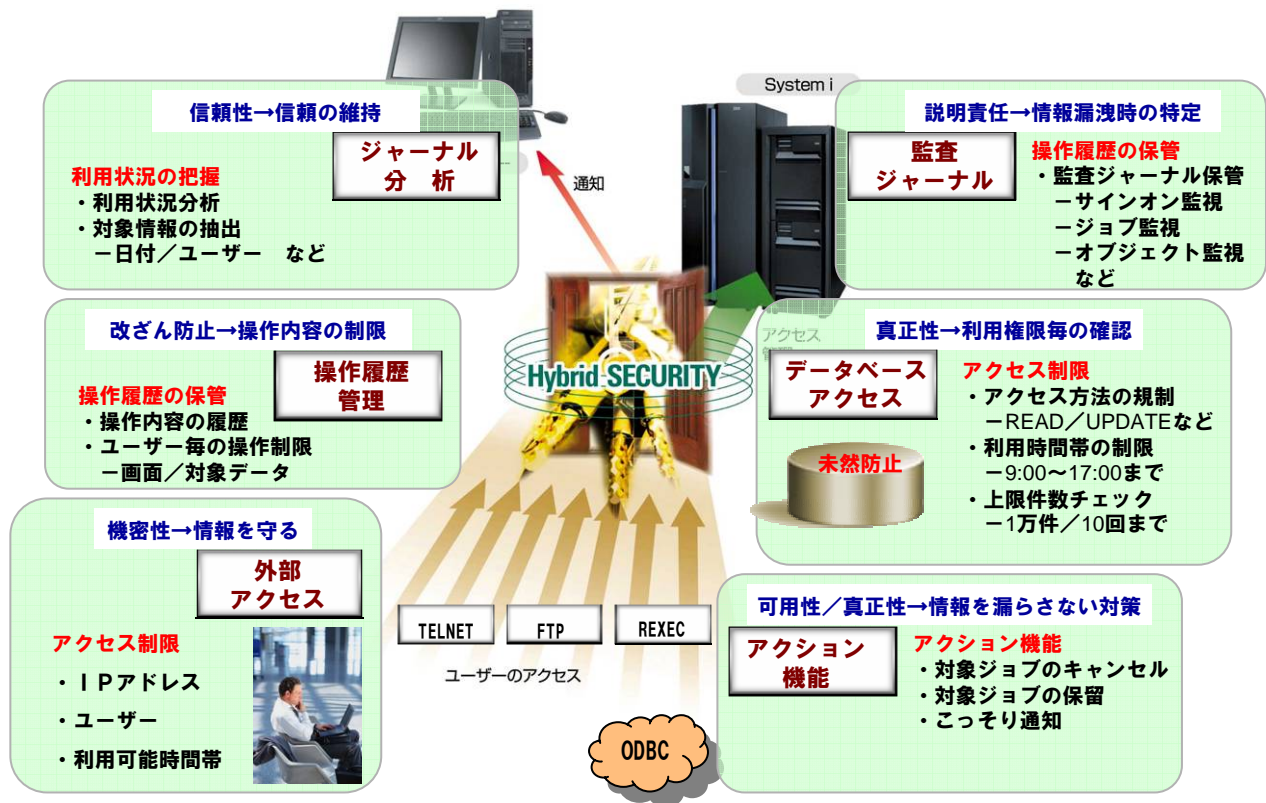 System i
信頼性→信頼の維持
ジャーナル
分　析
利用状況の把握
・利用状況分析
・対象情報の抽出
－日付／ユーザー　など
通知
説明責任→情報漏洩時の特定
監査
ジャーナル
操作履歴の保管
・監査ジャーナル保管
－サインオン監視
－ジョブ監視
－オブジェクト監視
など
改ざん防止→操作内容の制限
操作履歴
管理
操作履歴の保管
・操作内容の履歴
・ユーザー毎の操作制限
－画面／対象データ
Hybrid SECURITY
アクセス
真正性→利用権限毎の確認
データベース
アクセス
未然防止
アクセス制限
・アクセス方法の規制
－READ／UPDATEなど
・利用時間帯の制限
－9:00～17:00まで
・上限件数チェック
－1万件／10回まで
機密性→情報を守る
外部
アクセス
アクセス制限
・ＩＰアドレス
・ユーザー
・利用可能時間帯
TELNET
FTP
REXEC
ユーザーのアクセス
ODBC
可用性／真正性→情報を漏らさない対策
アクション
機能
アクション機能
・対象ジョブのキャンセル
・対象ジョブの保留
・こっそり通知